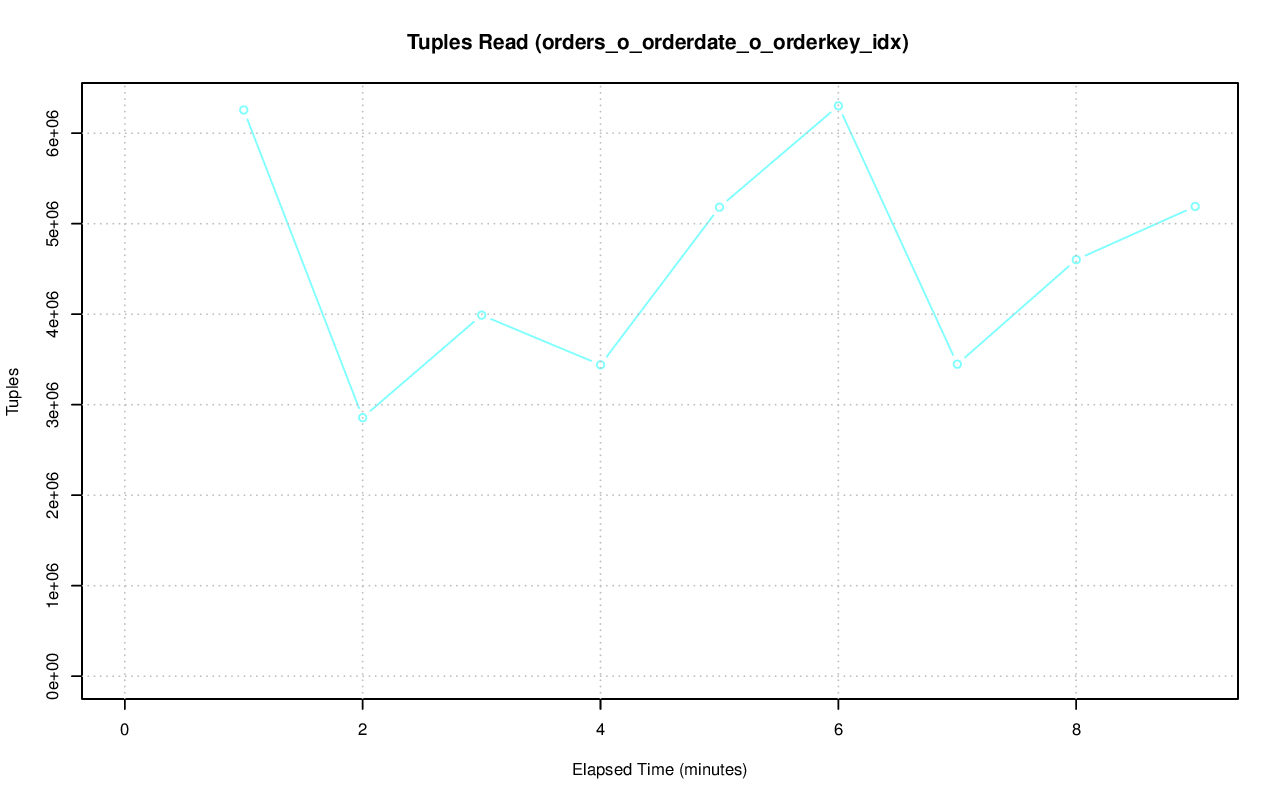 Tuples Read (orders_o_orderdate_o_orderkey_idx)
6e+06
5e+06
4e+06
3e+06
2e+06
1e+06
0e+00
Tuples
0 2 4 6 8
Elapsed Time (minutes)